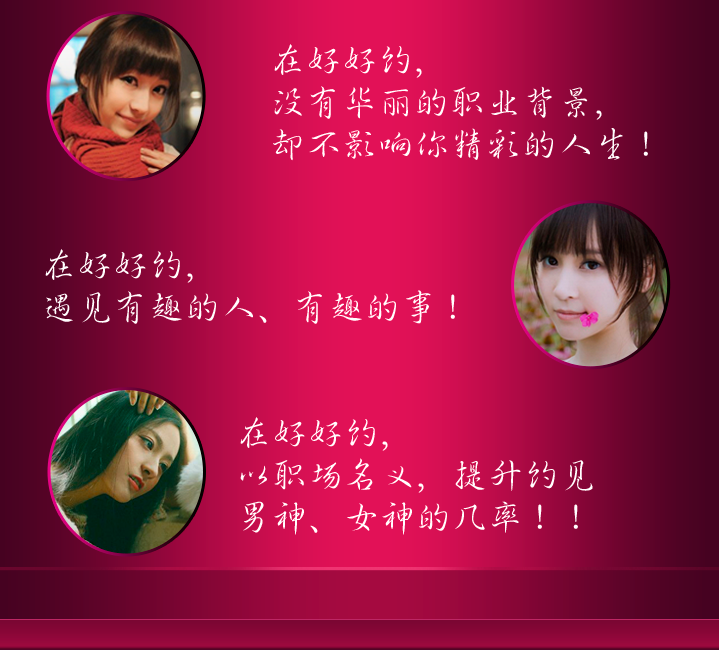 在好好约，
没有华丽的职业背景，
却不影响你精彩的人生！
在好好约，
遇见有趣的人、有趣的事！
在好好约，
以职场名义，提升约见
男神、女神的几率！！